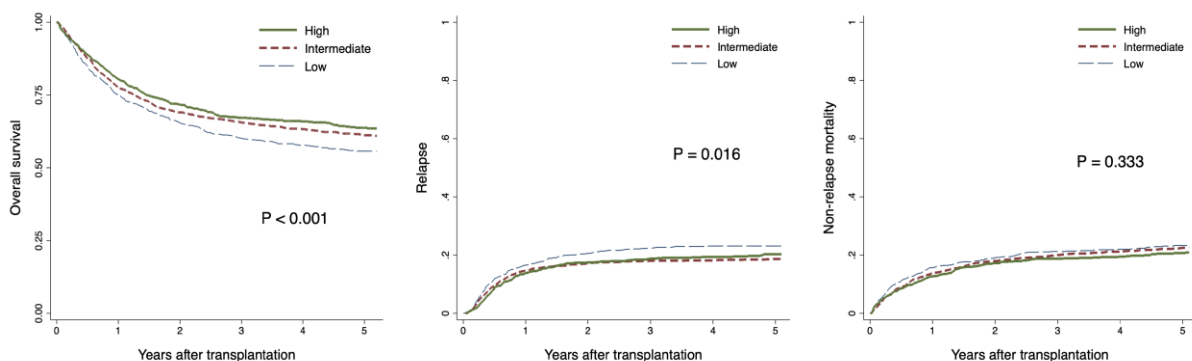 Overall survival
1.00
0.75
0.50
0.25
0.00
High
Intermediate
Low
P < 0.001
0 1 2 3 4 5
Years after transplantation
Relapse
1
.8
.6
.4
.2
0
High
Intermediate
Low
P = 0.016
0 1 2 3 4 5
Years after transplantation
Non-relapse mortality
1
.8
.6
.4
.2
0
High
Intermediate
Low
P = 0.333
0 1 2 3 4 5
Years after transplantation